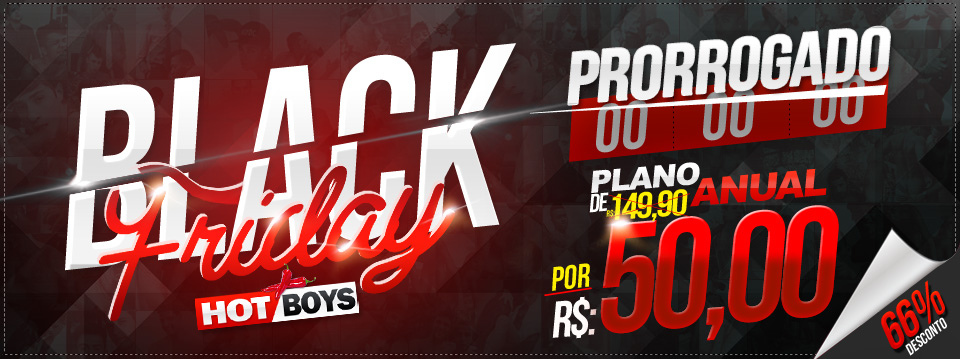 BLACK
Friday
HOT BOYS
PRORROGADO
00 00 00
PLANO
ANUAL
DE R$ 149,90
POR
R$: 50,00
66%
DESCONTO